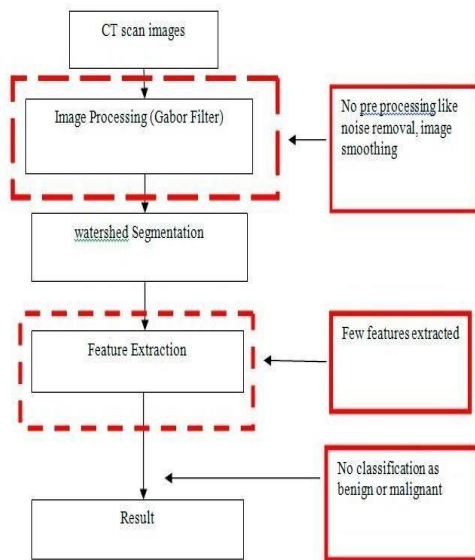 CT scan images
Image Processing (Gabor Filter)
No pre processing like
noise removal, image
smoothing
watershed Segmentation
Feature Extraction
Few features extracted
No classification as
benign or malignant
Result